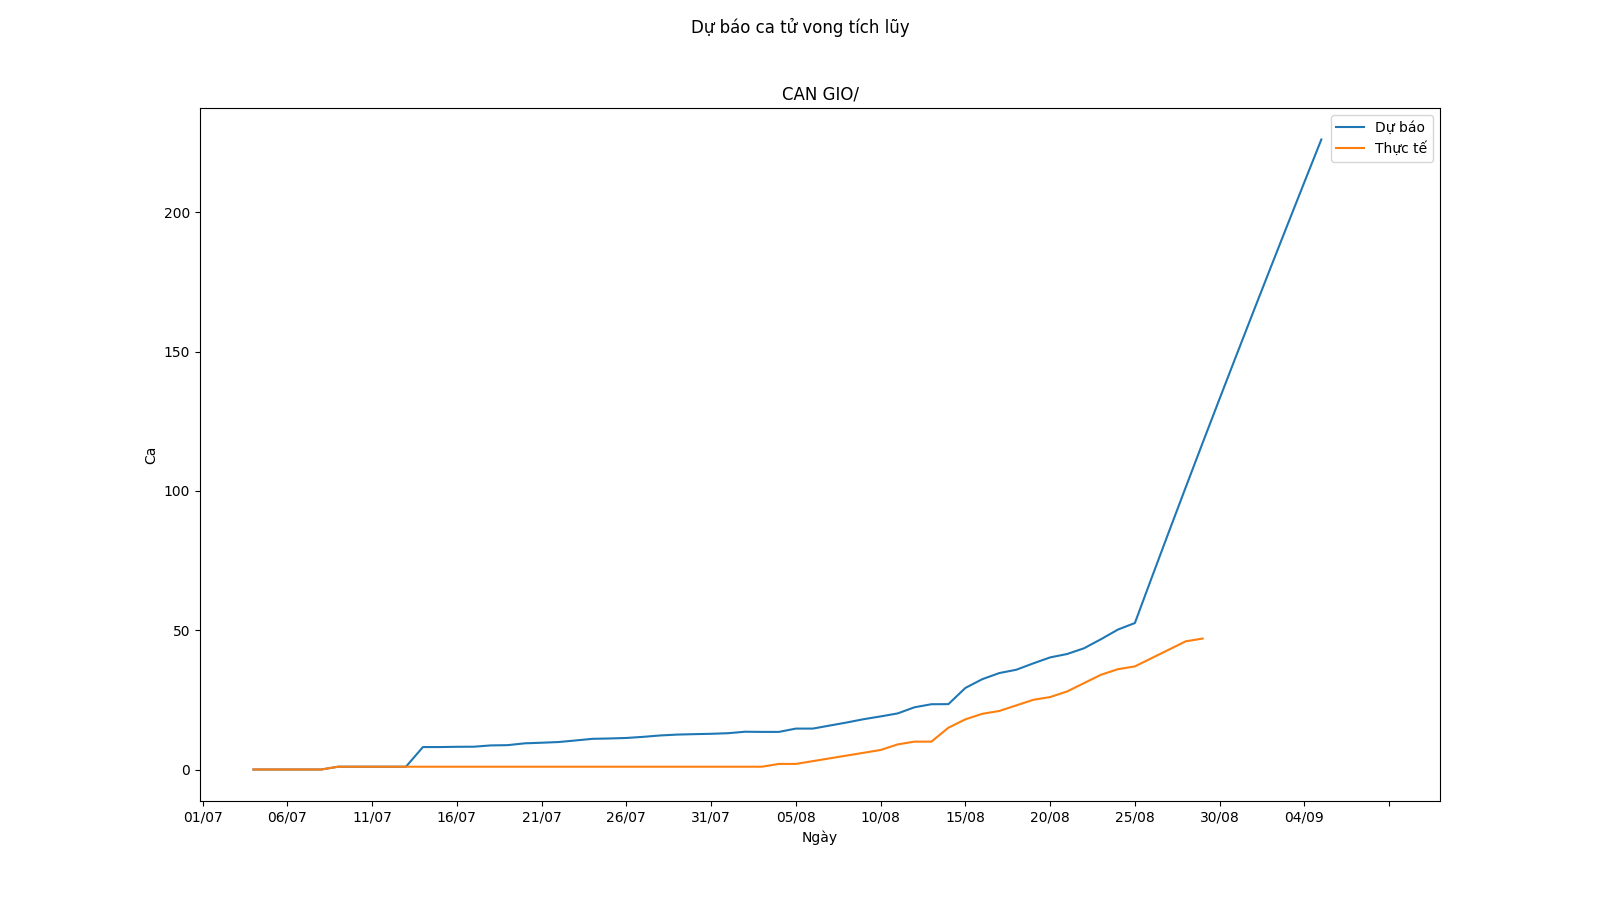 Dự báo ca tử vong tích lũy
CAN GIO/
Dự báo
Thực tế
200
150
100
50
0
Ca
01/07 06/07 11/07 16/07 21/07 26/07 31/07 05/08 10/08 15/08 20/08 25/08 30/08 04/09
Ngày